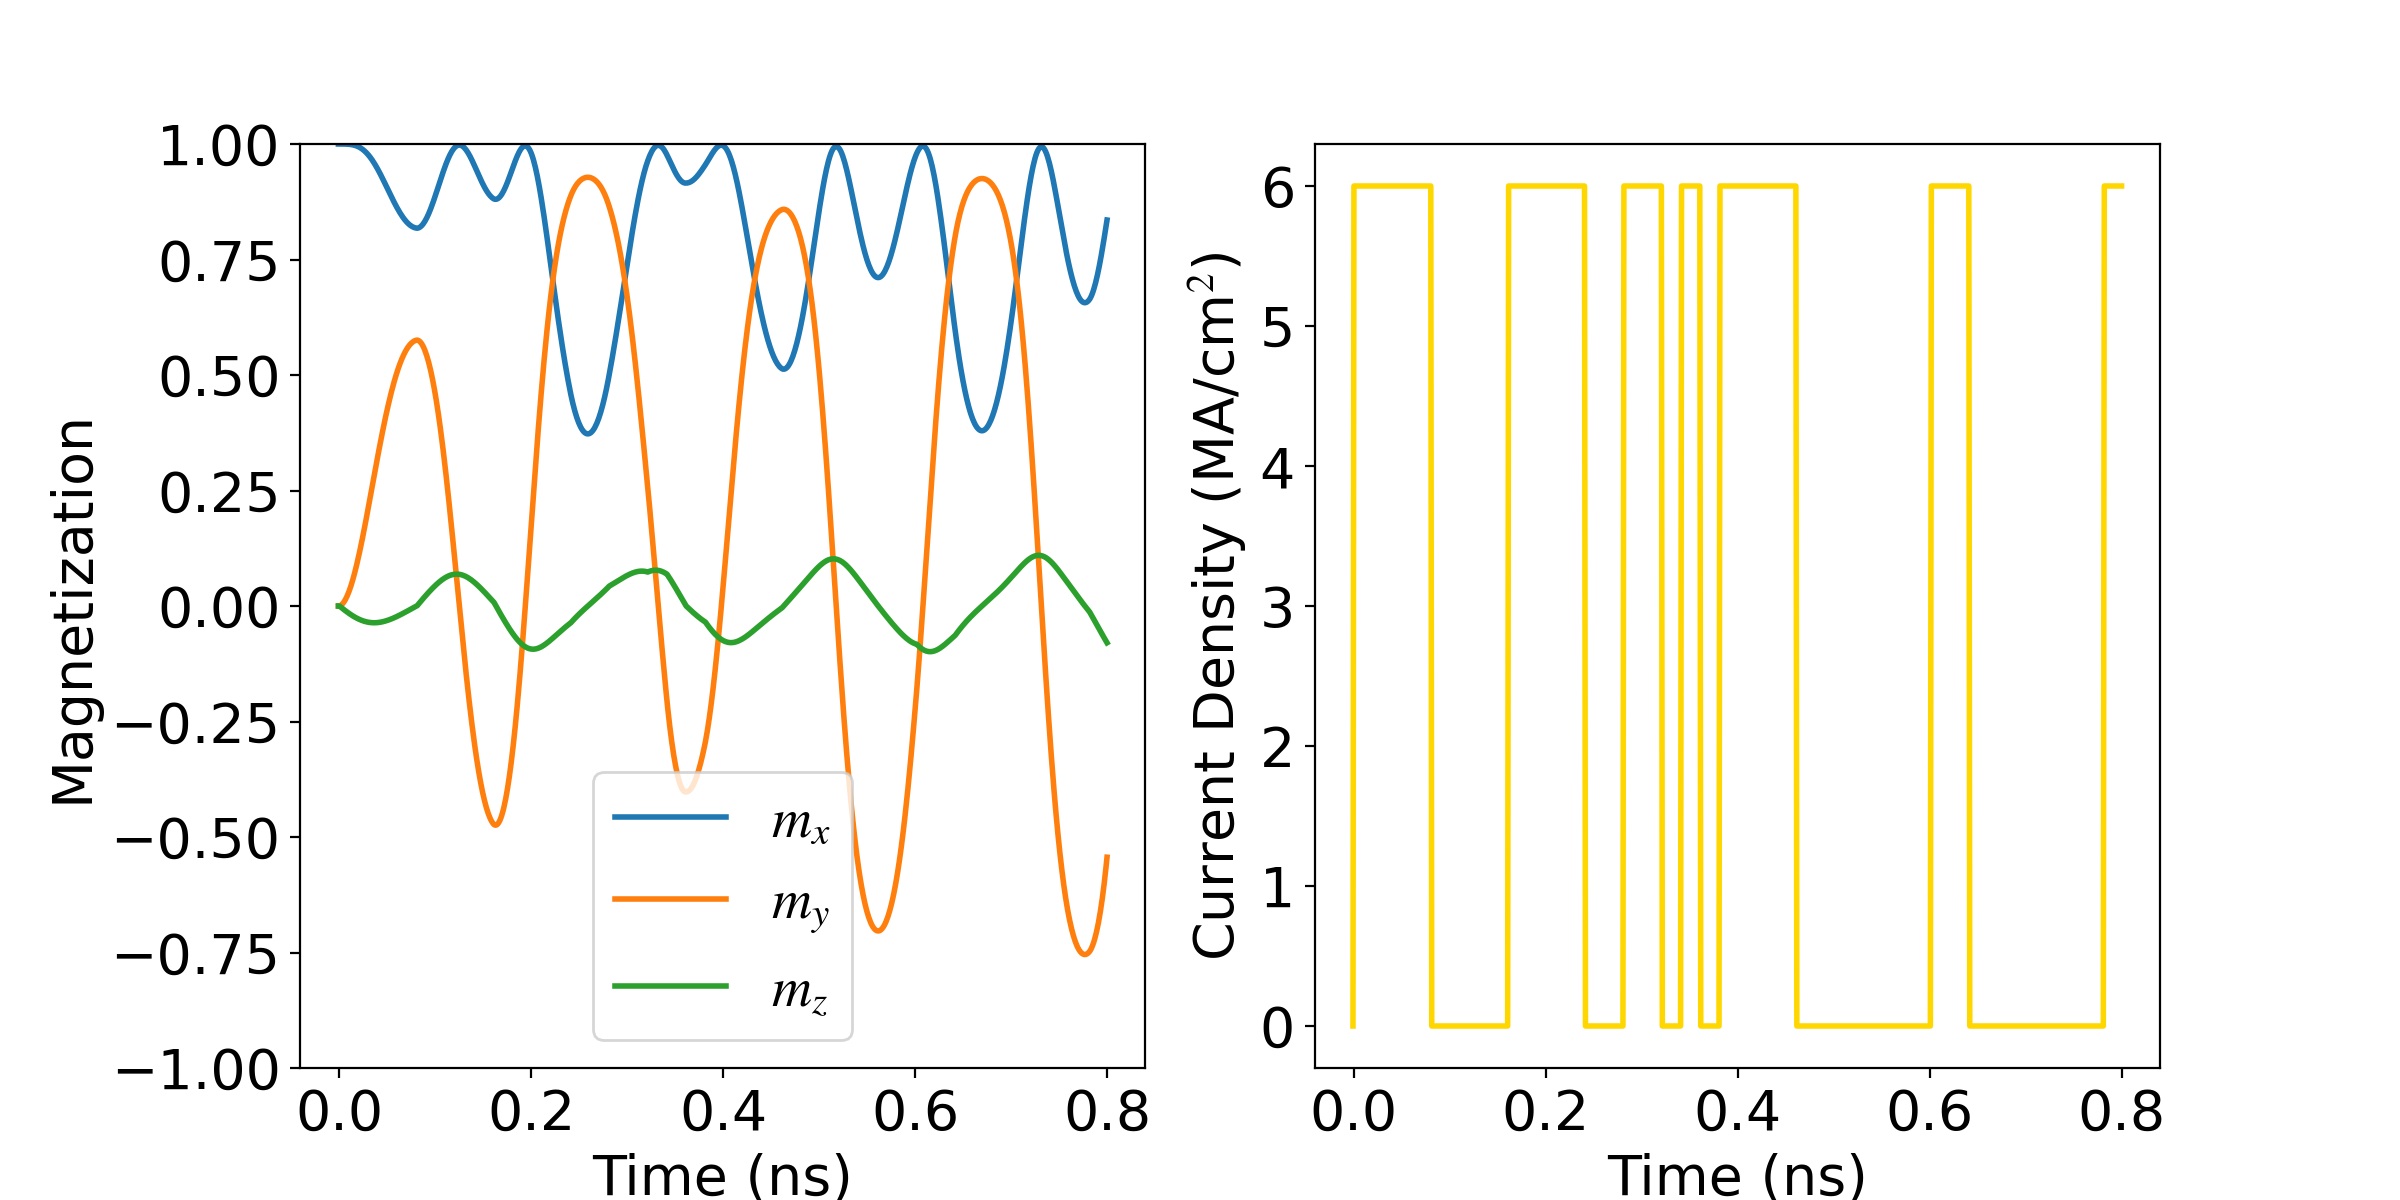 1.00
0.75
0.50
0.25
0.00
−0.25
−0.50
−0.75
−1.00
Magnetization
0.0 0.2 0.4 0.6 0.8
Time (ns)
m_x
m_y
m_z
6
5
4
3
2
1
0
Current Density (MA/cm²)
0.0 0.2 0.4 0.6 0.8
Time (ns)